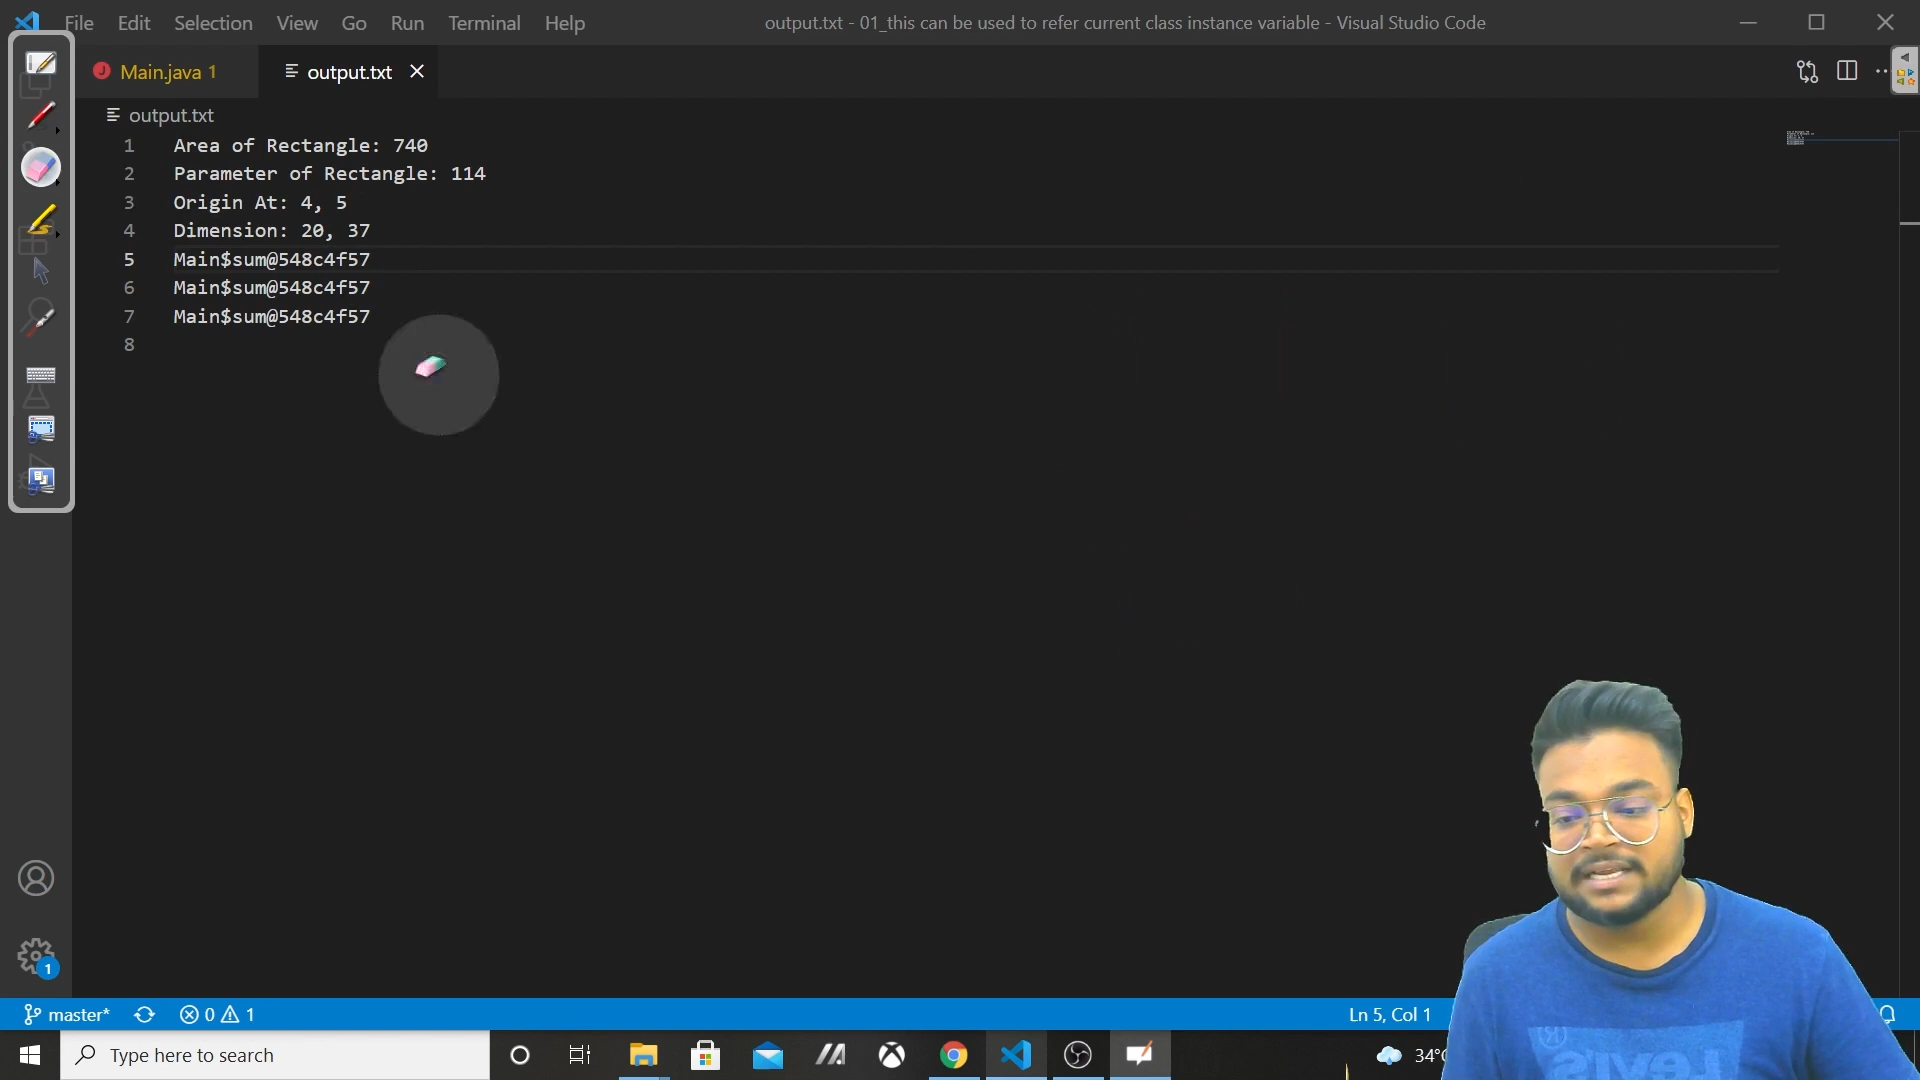 File Edit Selection View Go Run Terminal Help
output.txt - 01_this can be used to refer current class instance variable - Visual Studio Code
Main.java 1
output.txt
output.txt
1 Area of Rectangle: 740
2 Parameter of Rectangle: 114
3 Origin At: 4, 5
4 Dimension: 20, 37
5 Main$sum@548c4f57
6 Main$sum@548c4f57
7 Main$sum@548c4f57
8
1
master* 0 1
Ln 5, Col 1
Type here to search
34°C
LEVI'S